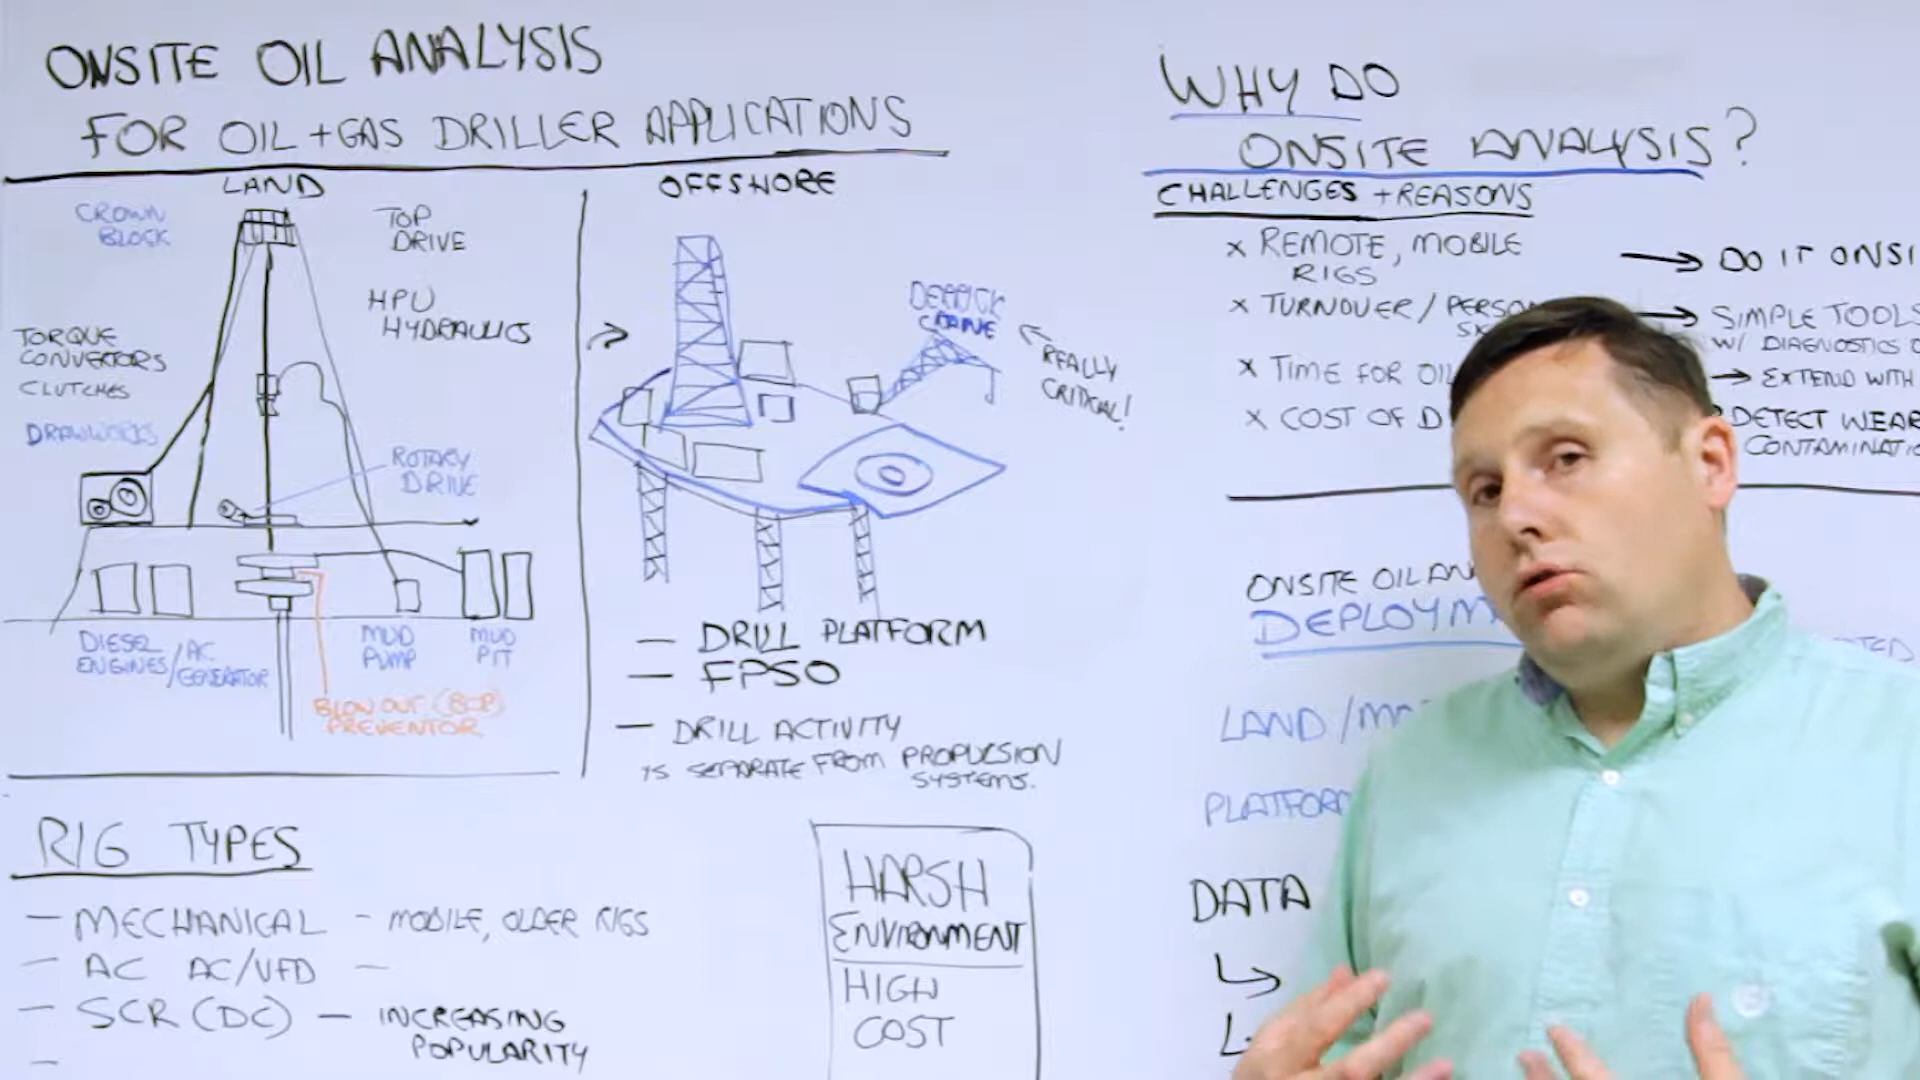 ONSITE OIL ANALYSIS
FOR OIL + GAS DRILLER APPLICATIONS
LAND
CROWN
BLOCK
TOP
DRIVE
HPU
HYDRAULICS
TORQUE
CONVERTORS
CLUTCHES
DRAWWORKS
ROTARY
DRIVE
DIESEL
ENGINES/AC
GENERATOR
MUD
PUMP
MUD
PIT
BLOW OUT (BOP)
PREVENTOR
OFFSHORE
DERRICK
CRANE
REALLY
CRITICAL!
— DRILL PLATFORM
— FPSO
— DRILL ACTIVITY
IS SEPARATE FROM PROPULSION
SYSTEMS.
RIG TYPES
— MECHANICAL - MOBILE, OLDER RIGS
— AC AC/VFD —
— SCR (DC) — INCREASING
POPULARITY
HARSH
ENVIRONMENT
HIGH
COST
WHY DO
ONSITE ANALYSIS?
CHALLENGES + REASONS
x REMOTE, MOBILE
RIGS
→ DO IT ONSI
x TURNOVER / PERSO
SK
→ SIMPLE TOOLS
W/ DIAGNOSTICS
x TIME FOR OIL
→ EXTEND WITH
x COST OF D
DETECT WEAR
CONTAMINATIO
ONSITE OIL AN
DEPLOYM
LAND /
PLATFORM
DATA